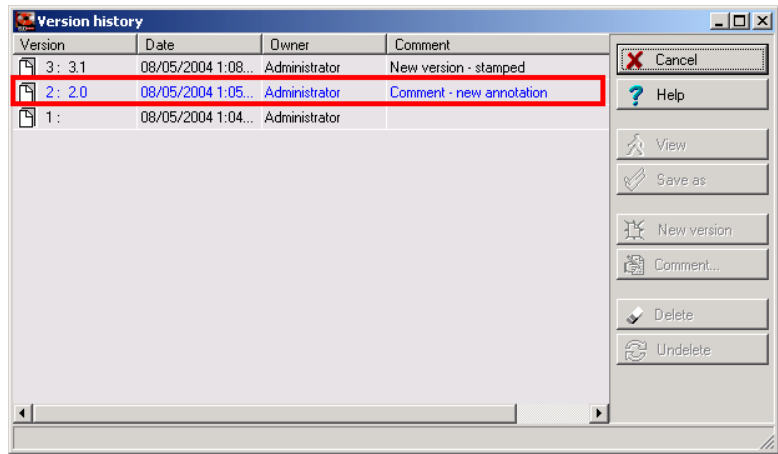 Version history
Version Date Owner Comment
3 : 3.1 08/05/2004 1:08... Administrator New version - stamped
2 : 2.0 08/05/2004 1:05... Administrator Comment - new annotation
1 : 08/05/2004 1:04... Administrator
Cancel
Help
View
Save as
New version
Comment...
Delete
Undelete